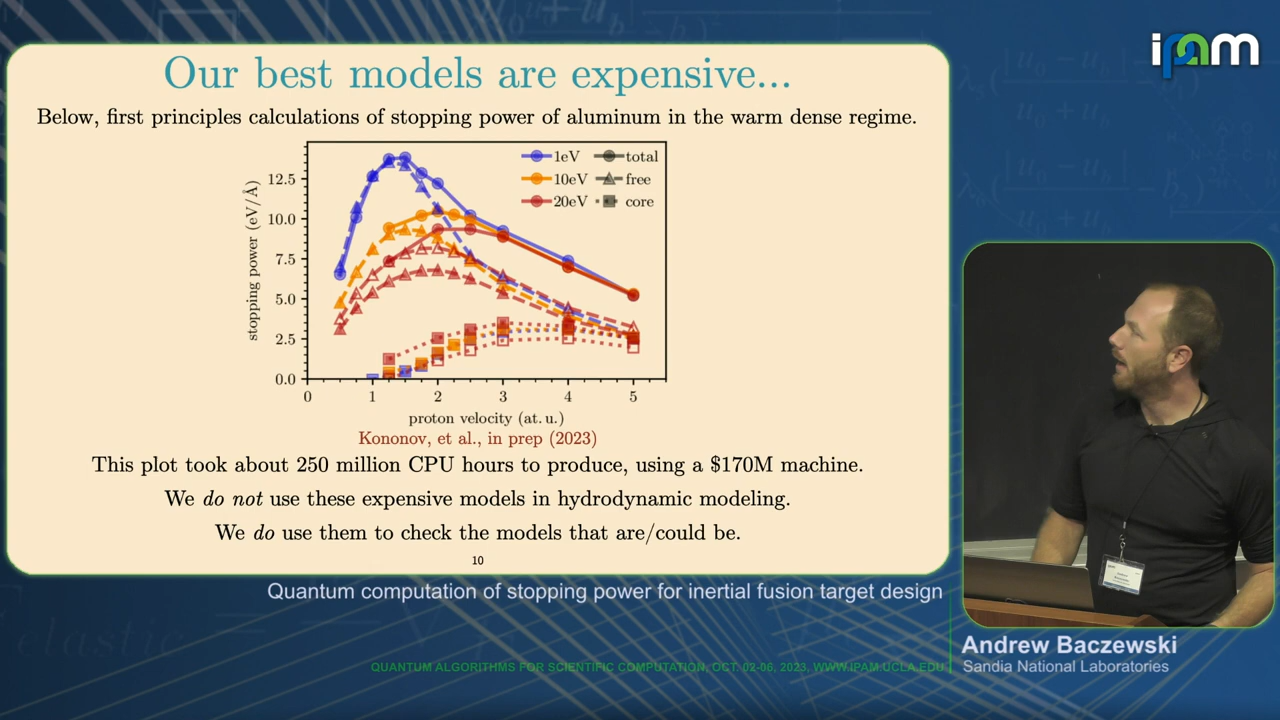 ipam
Our best models are expensive...
Below, first principles calculations of stopping power of aluminum in the warm dense regime.
stopping power (eV/Å)
12.5
10.0
7.5
5.0
2.5
0.0
1eV
total
10eV
free
20eV
core
0 1 2 3 4 5
proton velocity (at. u.)
Kononov, et al., in prep (2023)
This plot took about 250 million CPU hours to produce, using a $170M machine.
We do not use these expensive models in hydrodynamic modeling.
We do use them to check the models that are/could be.
10
Quantum computation of stopping power for inertial fusion target design
Andrew Baczewski
Sandia National Laboratories
QUANTUM ALGORITHMS FOR SCIENTIFIC COMPUTATION, OCT. 02-06, 2023, WWW.IPAM.UCLA.EDU
elastic